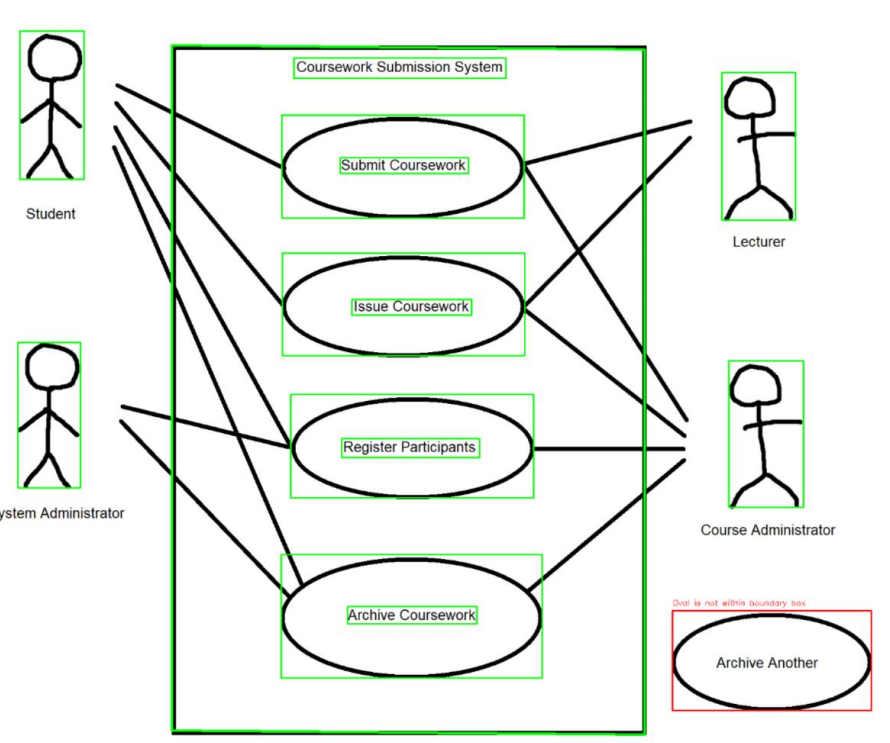 Coursework Submission System
Submit Coursework
Student
Lecturer
Issue Coursework
Register Participants
ystem Administrator
Course Administrator
Oval is not within boundary box
Archive Coursework
Archive Another